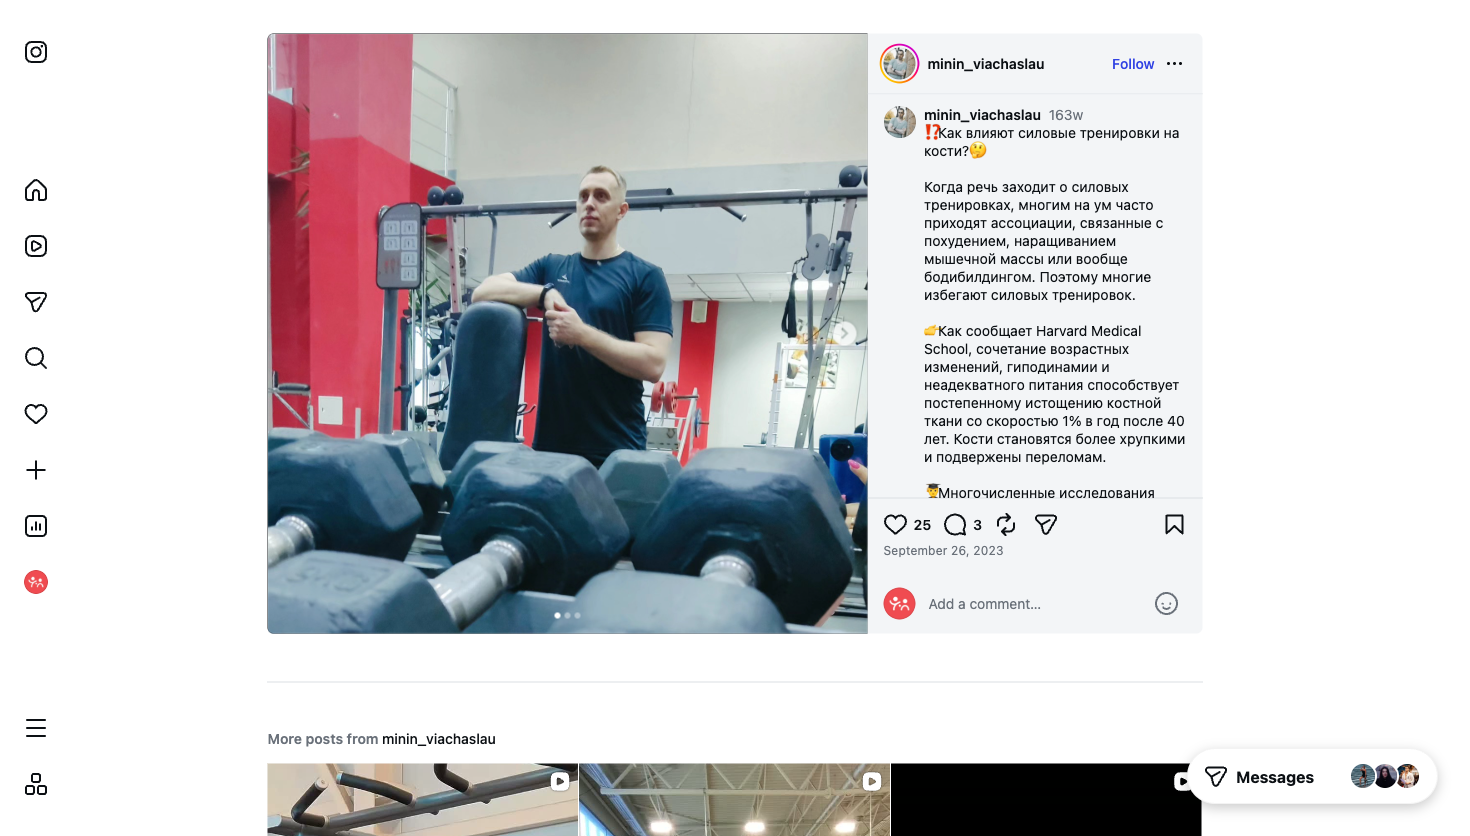 minin_viachaslau
Follow
minin_viachaslau 163w
⁉️Как влияют силовые тренировки на
кости?🤔
Когда речь заходит о силовых
тренировках, многим на ум часто
приходят ассоциации, связанные с
похудением, наращиванием
мышечной массы или вообще
бодибилдингом. Поэтому многие
избегают силовых тренировок.
👉Как сообщает Harvard Medical
School, сочетание возрастных
изменений, гиподинамии и
неадекватного питания способствует
постепенному истощению костной
ткани со скоростью 1% в год после 40
лет. Кости становятся более хрупкими
и подвержены переломам.
👨‍🎓Многочисленные исследования
25 3
September 26, 2023
Add a comment...
More posts from minin_viachaslau
Messages